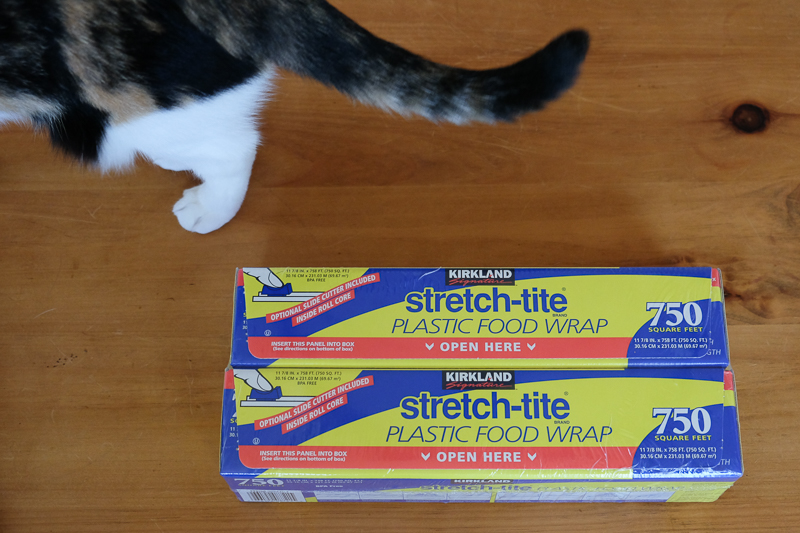 11 7/8 IN. x 758 FT. (750 SQ. FT.)
30.16 CM x 231.03 M (69.67 m²)
BPA FREE
OPTIONAL SLIDE CUTTER INCLUDED
INSIDE ROLL CORE
KIRKLAND
Signature
stretch-tite®
BRAND
PLASTIC FOOD WRAP
750
SQUARE FEET
INSERT THIS PANEL INTO BOX
(See directions on bottom of box)
OPEN HERE
11 7/8 IN. x 758 FT. (750 SQ. FT.)
30.16 CM x 231.03 M (69.67 m²)
11 7/8 IN. x 758 FT. (750 SQ. FT.)
30.16 CM x 231.03 M (69.67 m²)
BPA FREE
OPTIONAL SLIDE CUTTER INCLUDED
INSIDE ROLL CORE
KIRKLAND
Signature
stretch-tite®
BRAND
PLASTIC FOOD WRAP
750
SQUARE FEET
INSERT THIS PANEL INTO BOX
(See directions on bottom of box)
OPEN HERE
11 7/8 IN. x 758 FT. (750 SQ. FT.)
30.16 CM x 231.03 M (69.67 m²)
750
BPA Free
KIRKLAND
stretch-tite